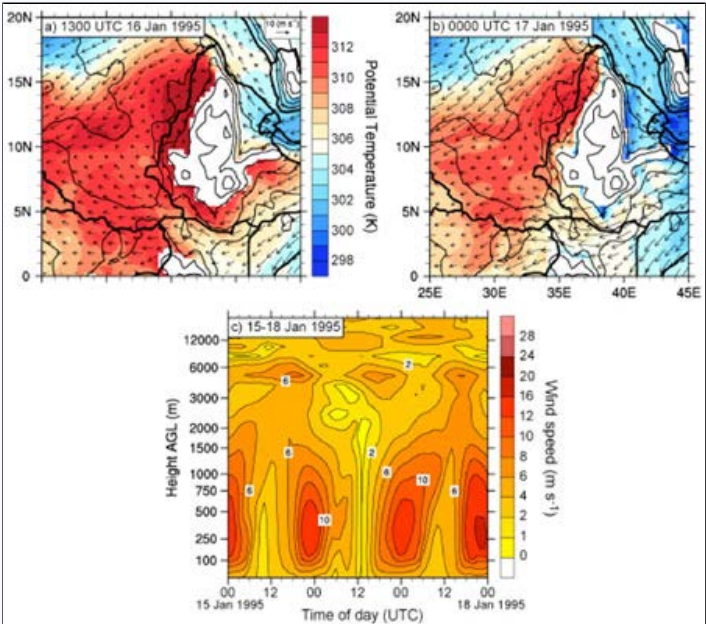 a) 1300 UTC 16 Jan 1995
10 (m s⁻¹)
20N
15N
10N
5N
0
312
310
308
306
305
304
302
300
298
Potential Temperature (K)
b) 0000 UTC 17 Jan 1995
20N
15N
10N
5N
0
25E 30E 35E 40E 45E
c) 15-18 Jan 1995
12000
6000
3000
2000
1500
1000
750
500
250
100
Height AGL (m)
6
2
6
6
2
6
10
6
10
00 12 00 12 00 12 00
15 Jan 1995 18 Jan 1995
Time of day (UTC)
28
24
20
16
12
10
8
6
4
2
1
0
Wind speed (m s⁻¹)